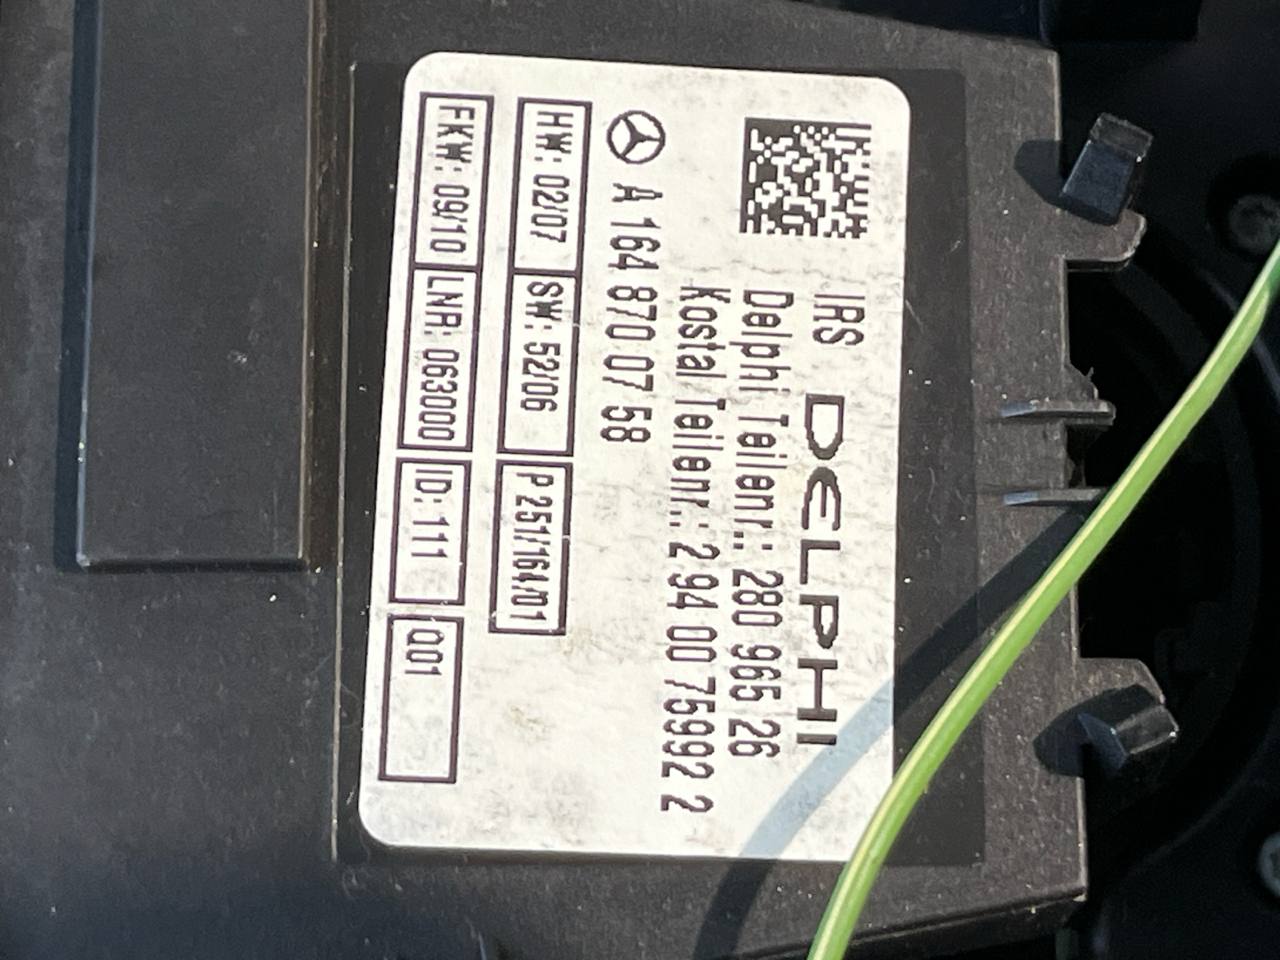 IRS DELPHI
Delphi Teilenr.: 280 965 26
Kostal Teilenr.: 2 94 00 75992 2
A 164 870 07 58
HW: 02/07 SW: 52/06 P 251/164/01
FKW: 09/10 LNR: 063000 ID: 111 Q01